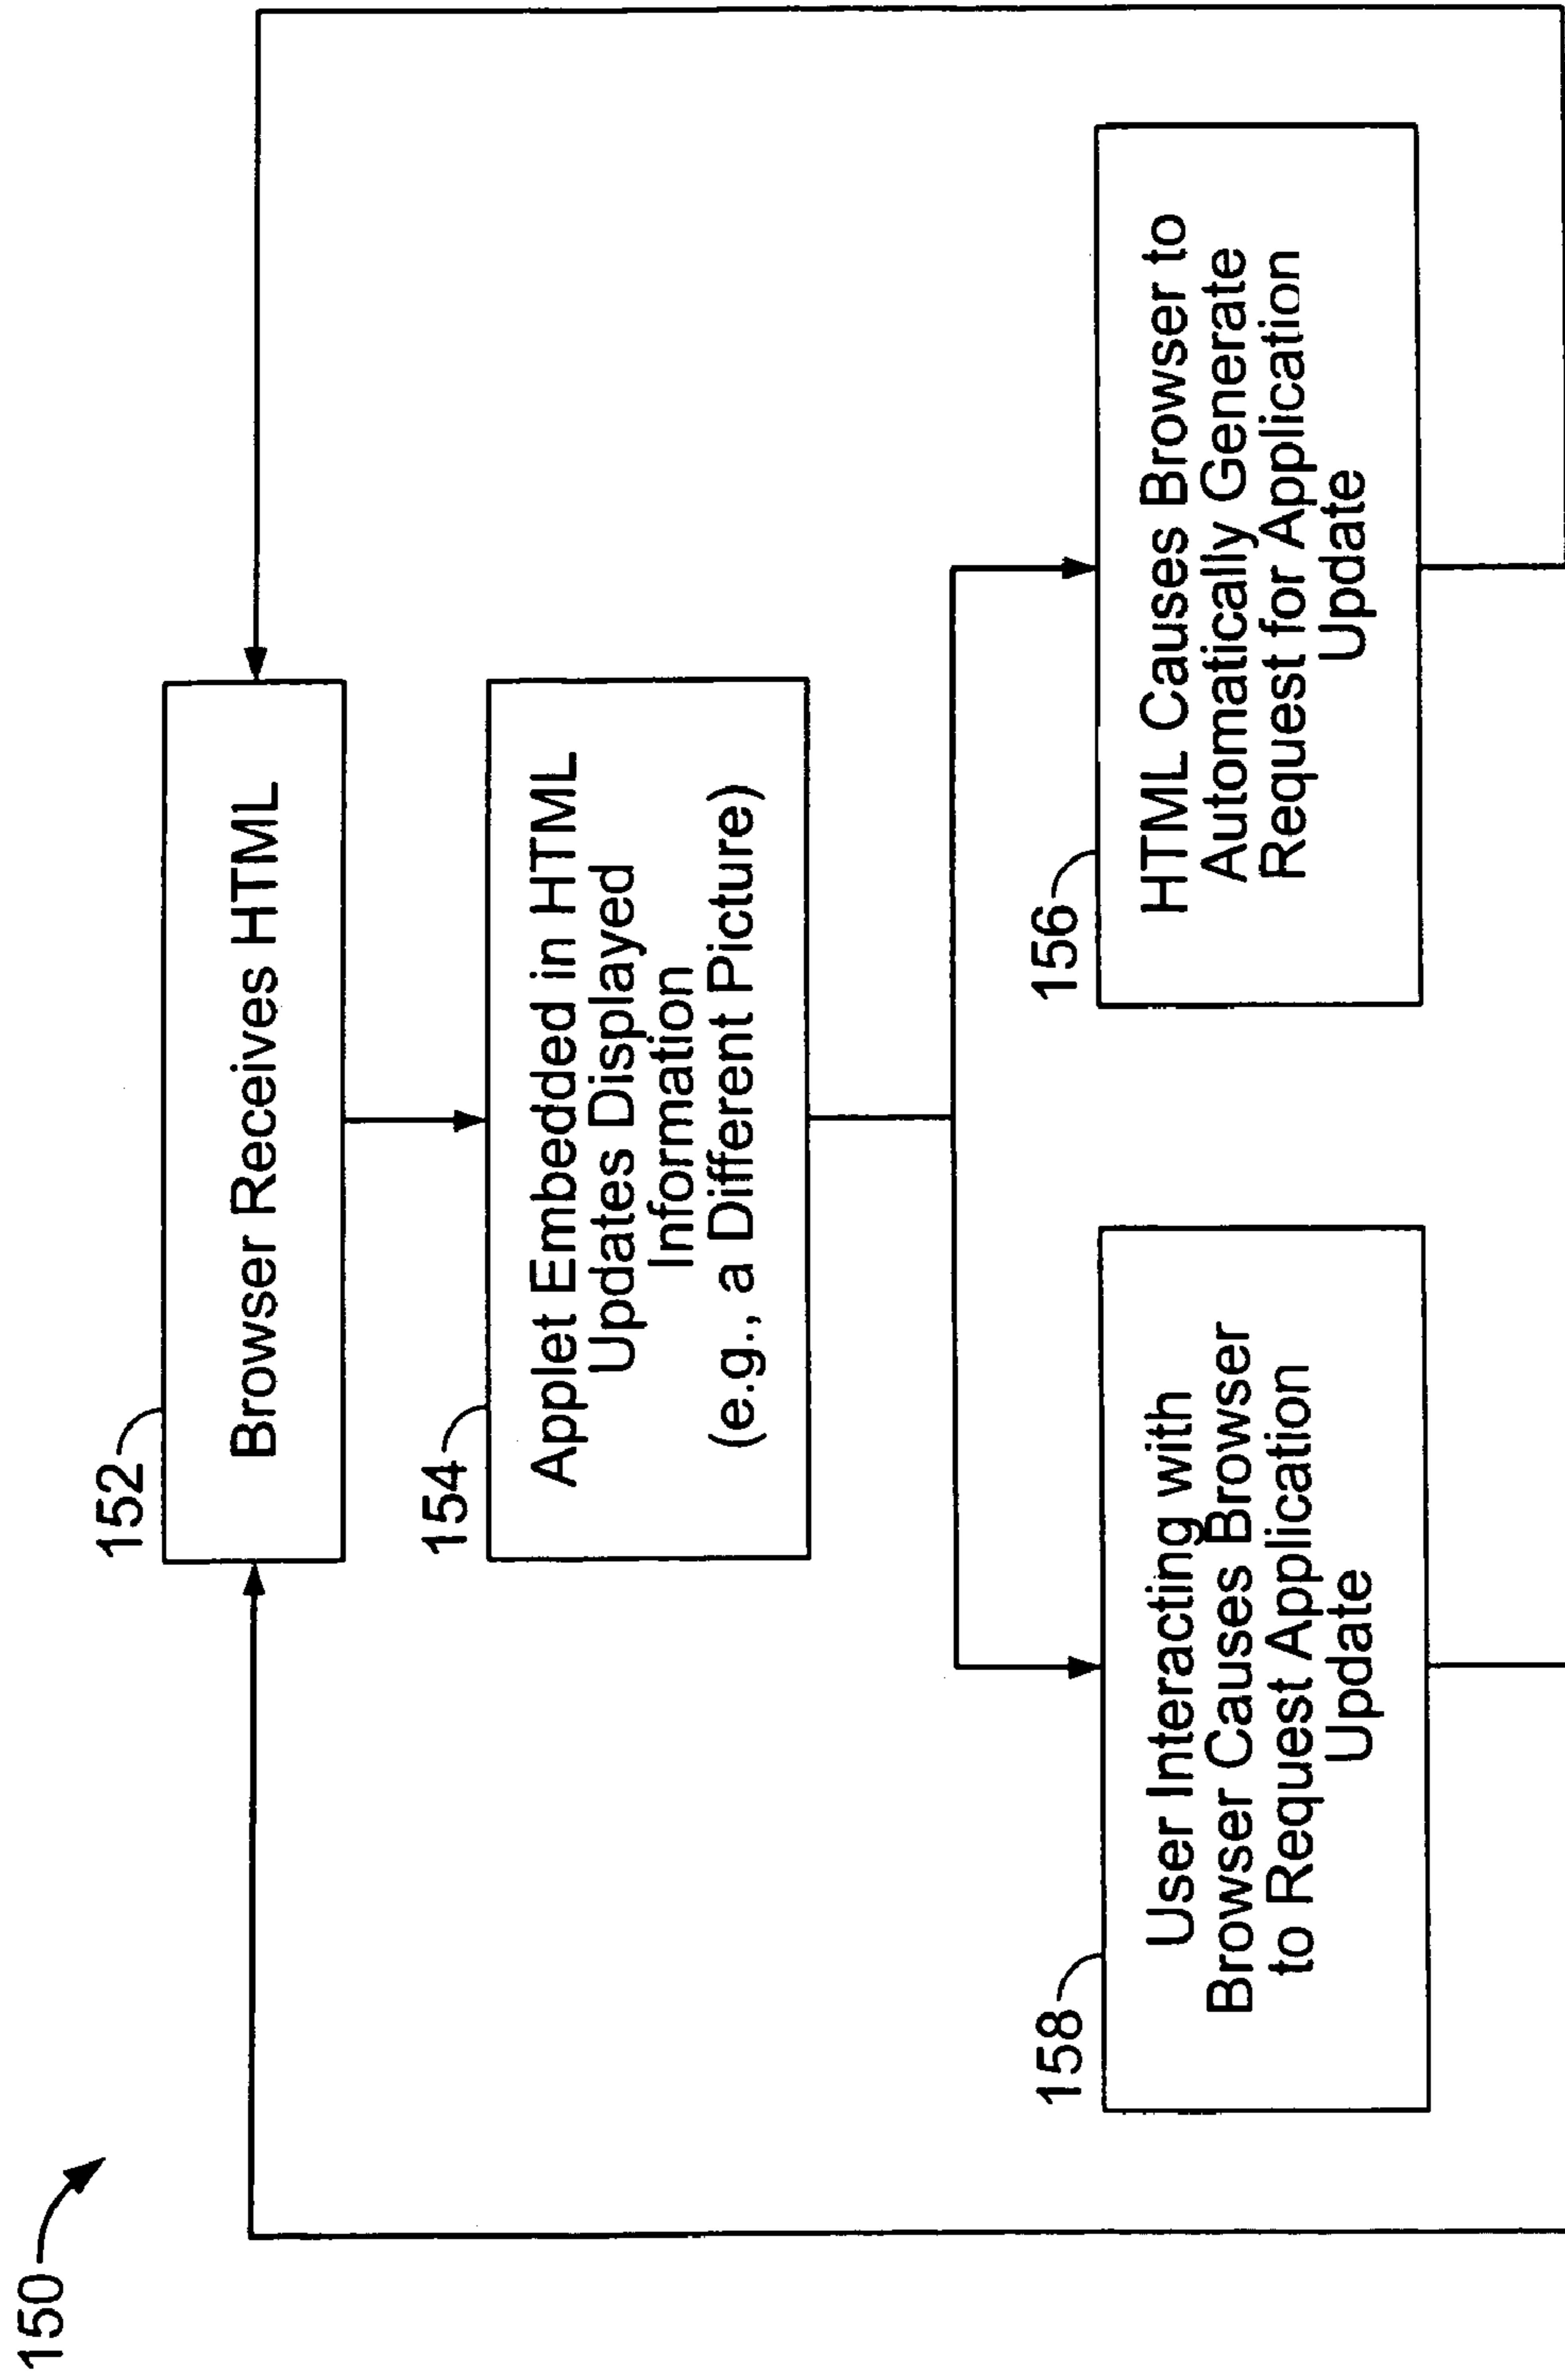 150
152
Browser Receives HTML
154
Applet Embedded in HTML
Updates Displayed
Information
(e.g., a Different Picture)
158
User Interacting with
Browser Causes Browser
to Request Application
Update
156
HTML Causes Browser to
Automatically Generate
Request for Application
Update